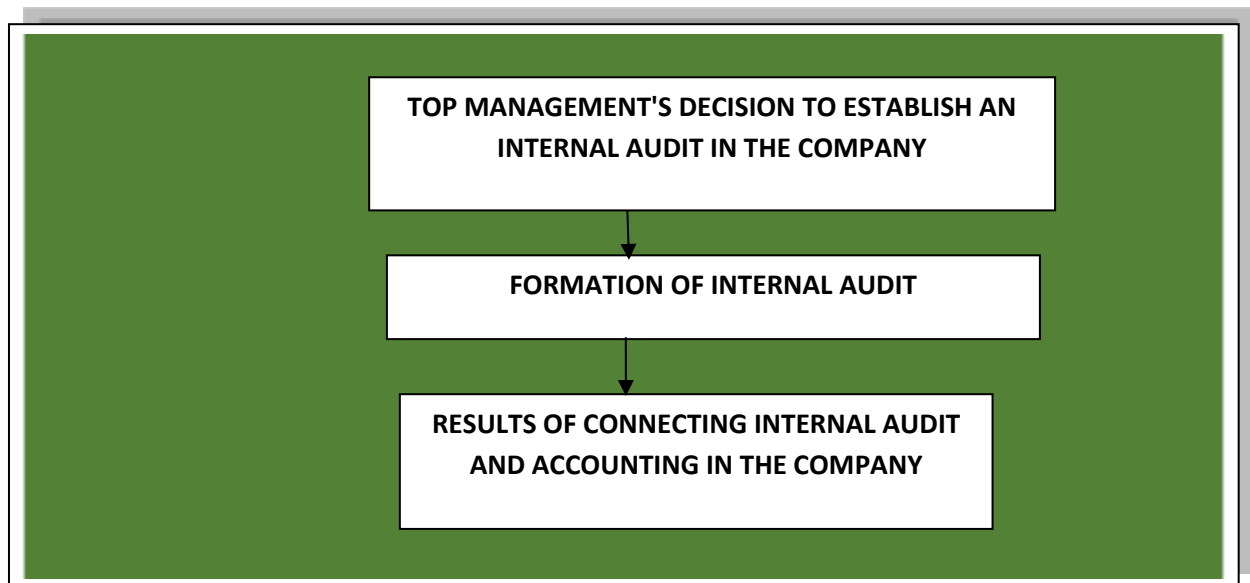 TOP MANAGEMENT'S DECISION TO ESTABLISH AN
INTERNAL AUDIT IN THE COMPANY
FORMATION OF INTERNAL AUDIT
RESULTS OF CONNECTING INTERNAL AUDIT
AND ACCOUNTING IN THE COMPANY